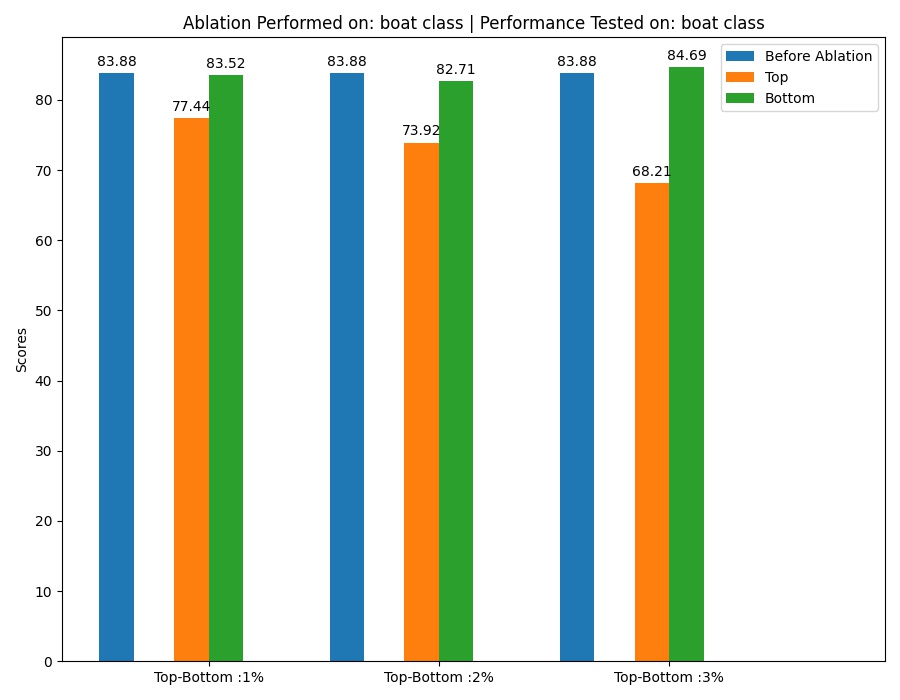 Ablation Performed on: boat class | Performance Tested on: boat class
Before Ablation
Top
Bottom
83.88
77.44
83.52
83.88
73.92
82.71
83.88
68.21
84.69
Scores
80
70
60
50
40
30
20
10
0
Top-Bottom :1%
Top-Bottom :2%
Top-Bottom :3%